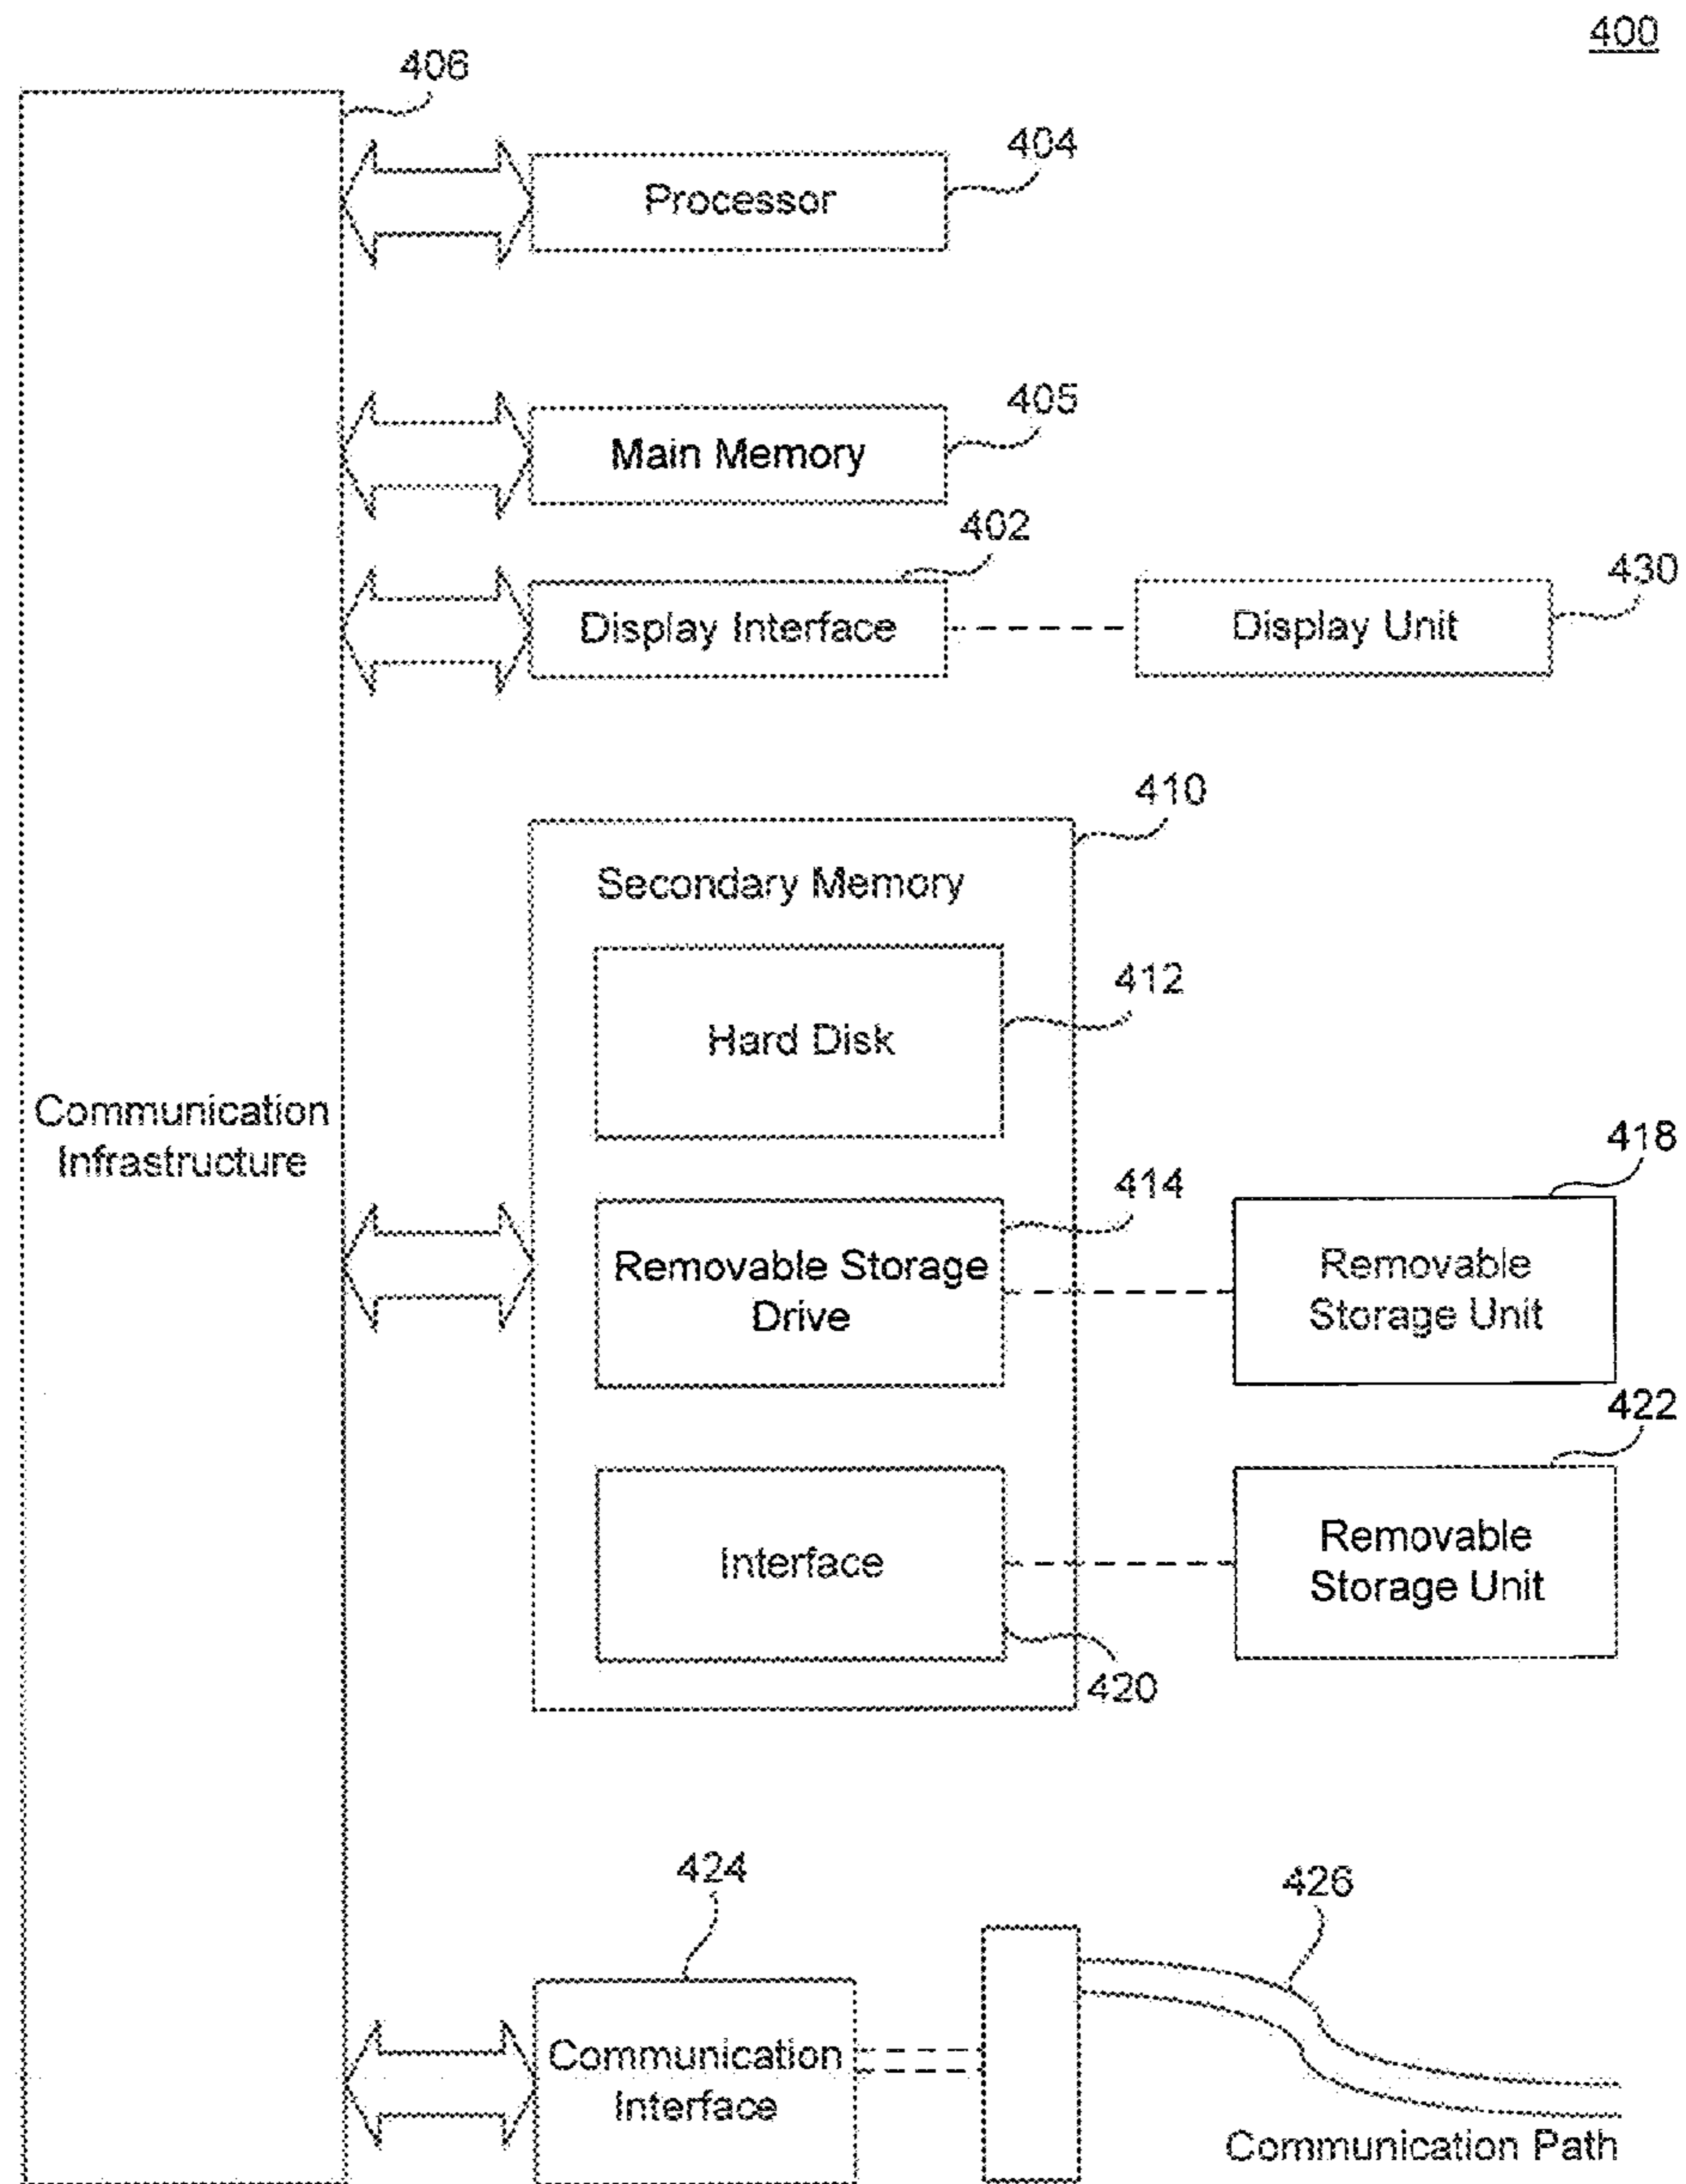 400
406
404
Processor
405
Main Memory
402
430
Display Interface
Display Unit
410
Secondary Memory
412
Hard Disk
Communication
Infrastructure
418
414
Removable Storage
Drive
Removable
Storage Unit
422
Interface
Removable
Storage Unit
420
424
426
Communication
Interface
Communication Path